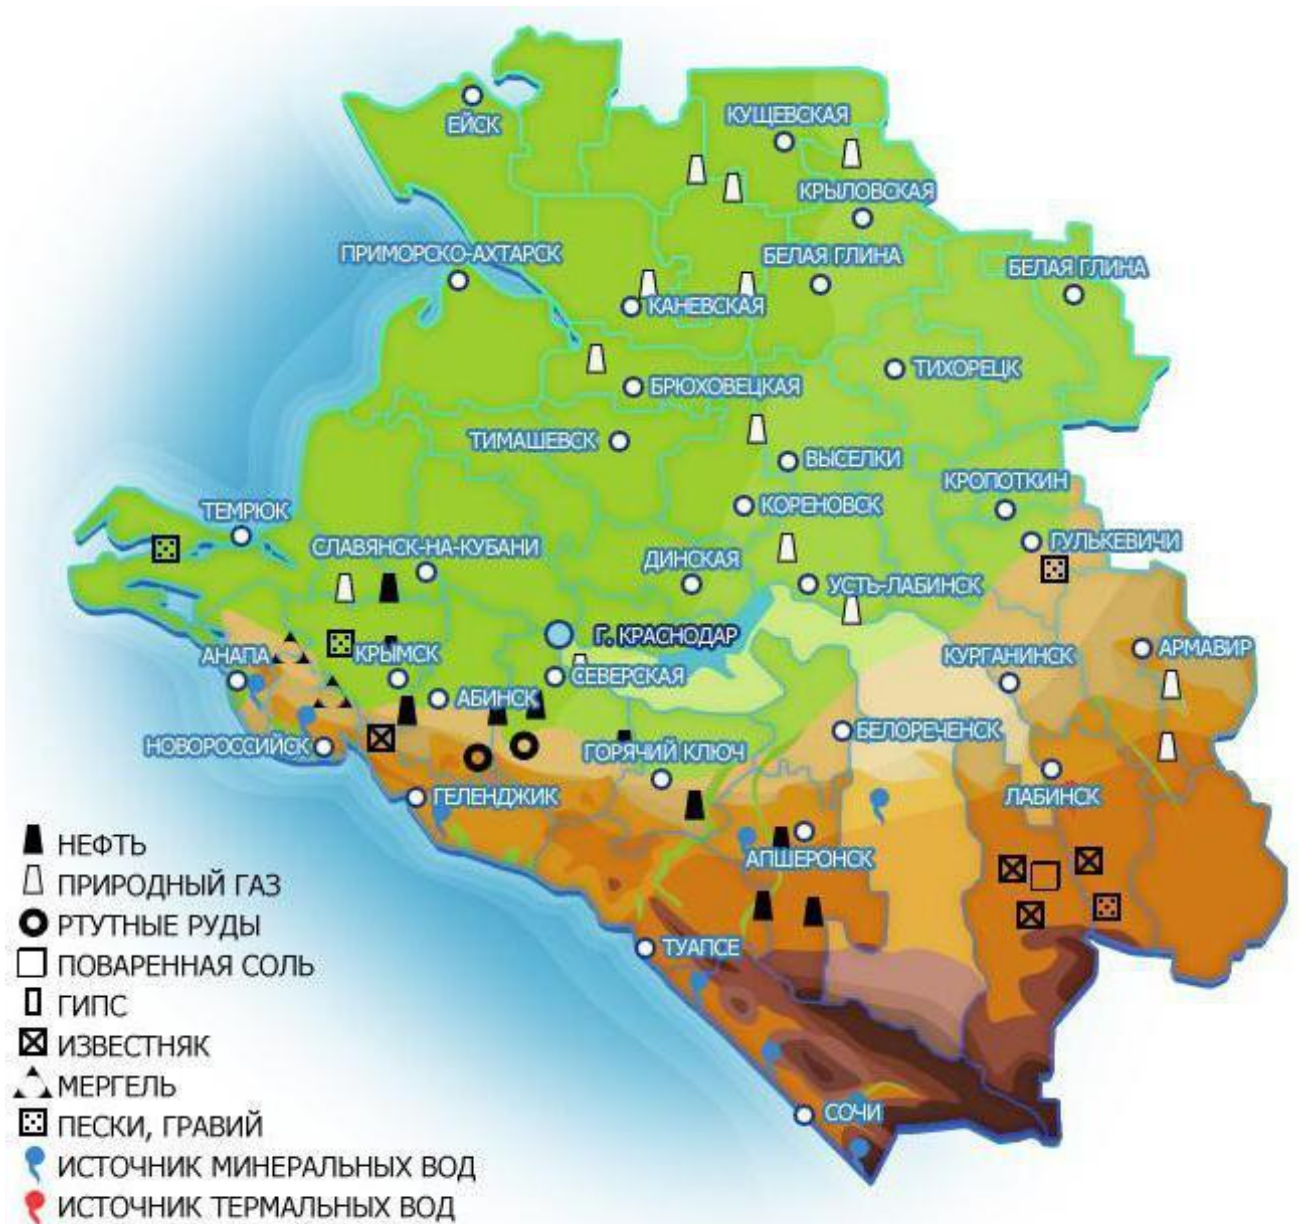 ЕЙСК
КУЩЕВСКАЯ
КРЫЛОВСКАЯ
ПРИМОРСКО-АХТАРСК
БЕЛАЯ ГЛИНА
БЕЛАЯ ГЛИНА
КАНЕВСКАЯ
ТИХОРЕЦК
БРЮХОВЕЦКАЯ
ТИМАШЕВСК
ВЫСЕЛКИ
КРОПОТКИН
КОРЕНОВСК
ТЕМРЮК
ГУЛЬКЕВИЧИ
СЛАВЯНСК-НА-КУБАНИ
ДИНСКАЯ
УСТЬ-ЛАБИНСК
Г. КРАСНОДАР
АНАПА
КРЫМСК
КУРГАНИНСК
АРМАВИР
СЕВЕРСКАЯ
АБИНСК
БЕЛОРЕЧЕНСК
НОВОРОССИЙСК
ГОРЯЧИЙ КЛЮЧ
ГЕЛЕНДЖИК
ЛАБИНСК
АПШЕРОНСК
ТУАПСЕ
СОЧИ
НЕФТЬ
ПРИРОДНЫЙ ГАЗ
РТУТНЫЕ РУДЫ
ПОВАРЕННАЯ СОЛЬ
ГИПС
ИЗВЕСТНЯК
МЕРГЕЛЬ
ПЕСКИ, ГРАВИЙ
ИСТОЧНИК МИНЕРАЛЬНЫХ ВОД
ИСТОЧНИК ТЕРМАЛЬНЫХ ВОД